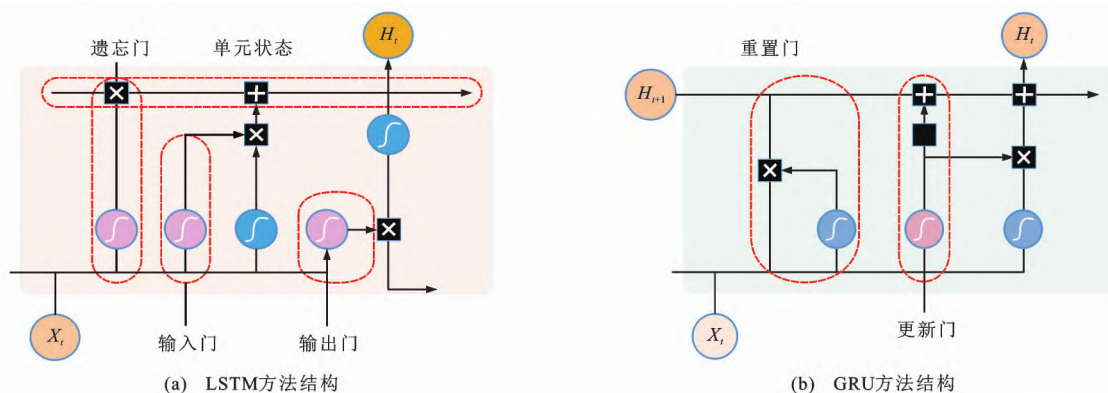 遗忘门
单元状态
H_t
输入门
输出门
X_t
(a) LSTM方法结构
重置门
H_t
H_{t+1}
更新门
X_t
(b) GRU方法结构